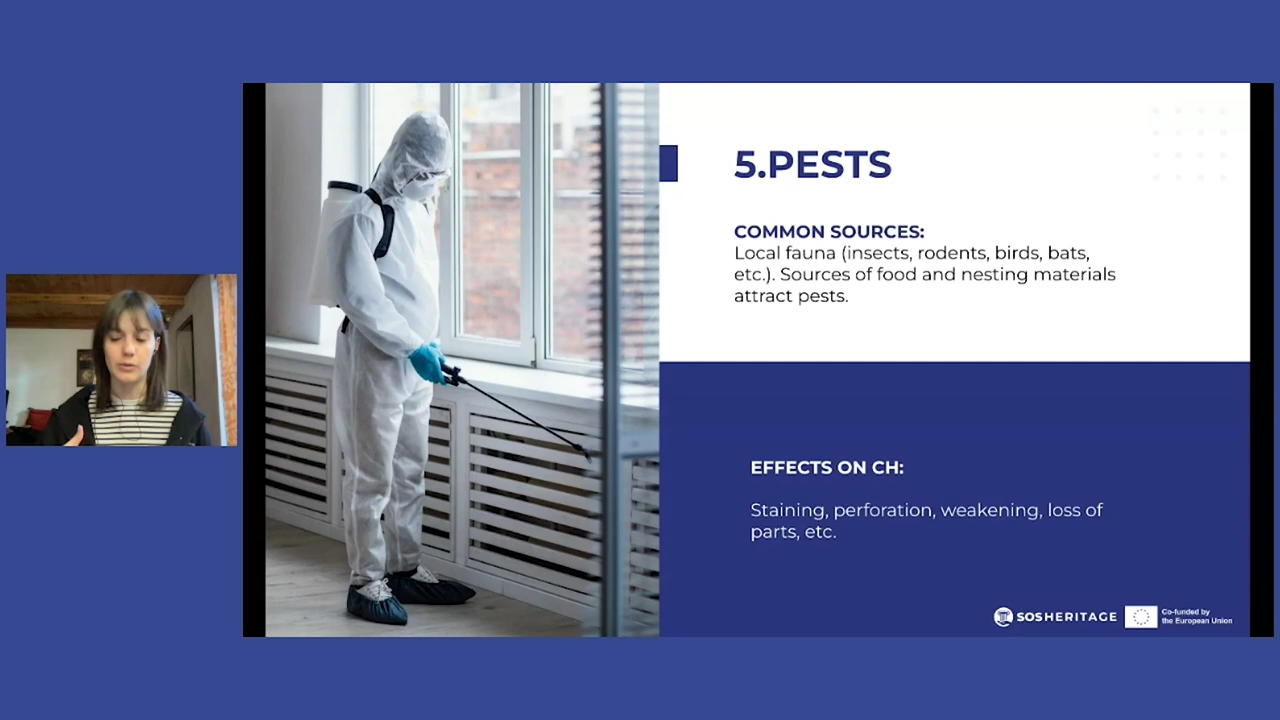 5.PESTS
COMMON SOURCES:
Local fauna (insects, rodents, birds, bats,
etc.). Sources of food and nesting materials
attract pests.
EFFECTS ON CH:
Staining, perforation, weakening, loss of
parts, etc.
SOSHERITAGE
Co-funded by
the European Union